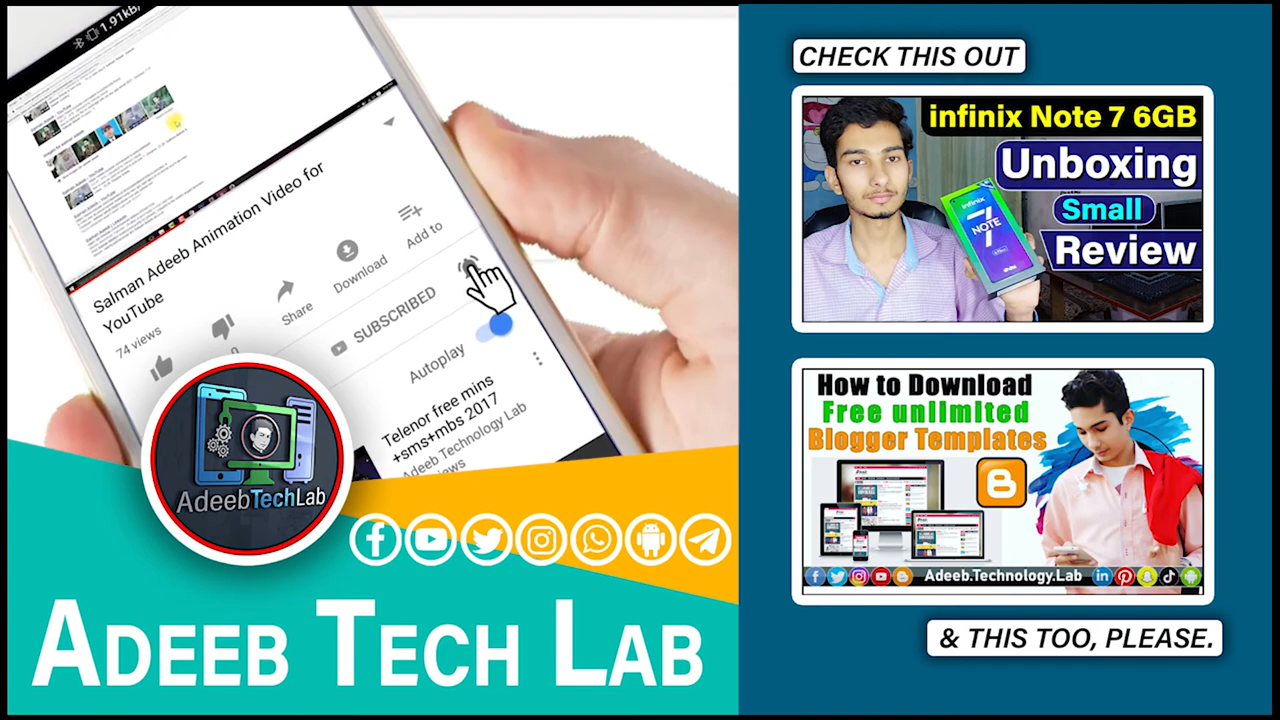 1.91kB/
Salman Adeeb Animation Video for
YouTube
74 views
Share
Download
Add to
SUBSCRIBED
Autoplay
Telenor free mins
+sms+mbs 2017
Adeeb Technology Lab
AdeebTechLab
ADEEB TECH LAB
CHECK THIS OUT
infinix Note 7 6GB
Unboxing
Small
Review
infinix
7
NOTE
How to Download
Free unlimited
Blogger Templates
Adeeb.Technology.Lab
& THIS TOO, PLEASE.